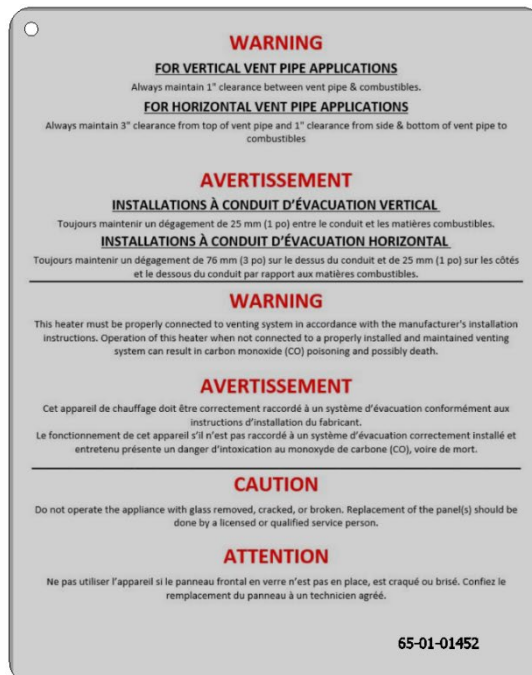 WARNING
FOR VERTICAL VENT PIPE APPLICATIONS
Always maintain 1" clearance between vent pipe & combustibles.
FOR HORIZONTAL VENT PIPE APPLICATIONS
Always maintain 3" clearance from top of vent pipe and 1" clearance from side & bottom of vent pipe to
combustibles
AVERTISSEMENT
INSTALLATIONS À CONDUIT D'ÉVACUATION VERTICAL
Toujours maintenir un dégagement de 25 mm (1 po) entre le conduit et les matières combustibles.
INSTALLATIONS À CONDUIT D'ÉVACUATION HORIZONTAL
Toujours maintenir un dégagement de 76 mm (3 po) sur le dessus du conduit et de 25 mm (1 po) sur les côtés
et le dessous du conduit par rapport aux matières combustibles.
WARNING
This heater must be properly connected to venting system in accordance with the manufacturer's installation
instructions. Operation of this heater when not connected to a properly installed and maintained venting
system can result in carbon monoxide (CO) poisoning and possibly death.
AVERTISSEMENT
Cet appareil de chauffage doit être correctement raccordé à un système d'évacuation conformément aux
instructions d'installation du fabricant.
Le fonctionnement de cet appareil s'il n'est pas raccordé à un système d'évacuation correctement installé et
entretenu présente un danger d'intoxication au monoxyde de carbone (CO), voire de mort.
CAUTION
Do not operate the appliance with glass removed, cracked, or broken. Replacement of the panel(s) should be
done by a licensed or qualified service person.
ATTENTION
Ne pas utiliser l'appareil si le panneau frontal en verre n'est pas en place, est craqué ou brisé. Confiez le
remplacement du panneau à un technicien agréé.
65-01-01452